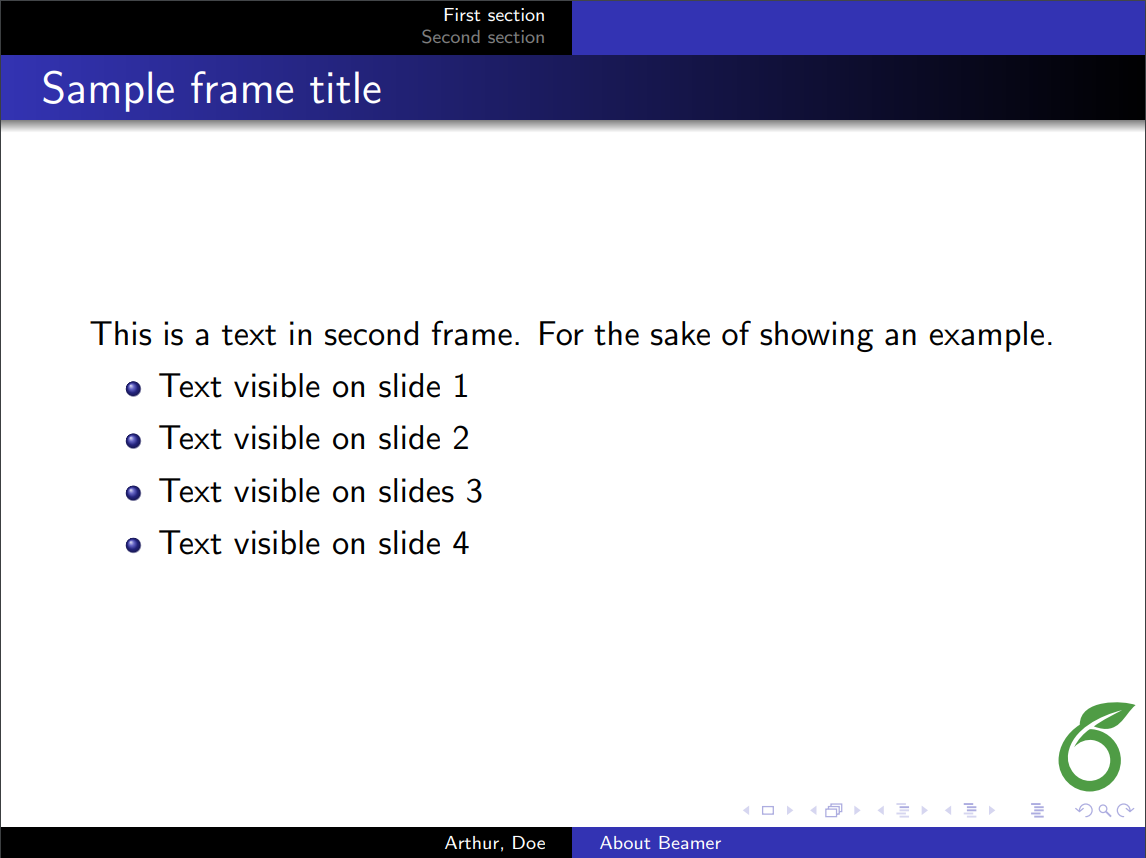 First section
Second section
Sample frame title
This is a text in second frame. For the sake of showing an example.
Text visible on slide 1
Text visible on slide 2
Text visible on slides 3
Text visible on slide 4
Arthur, Doe
About Beamer